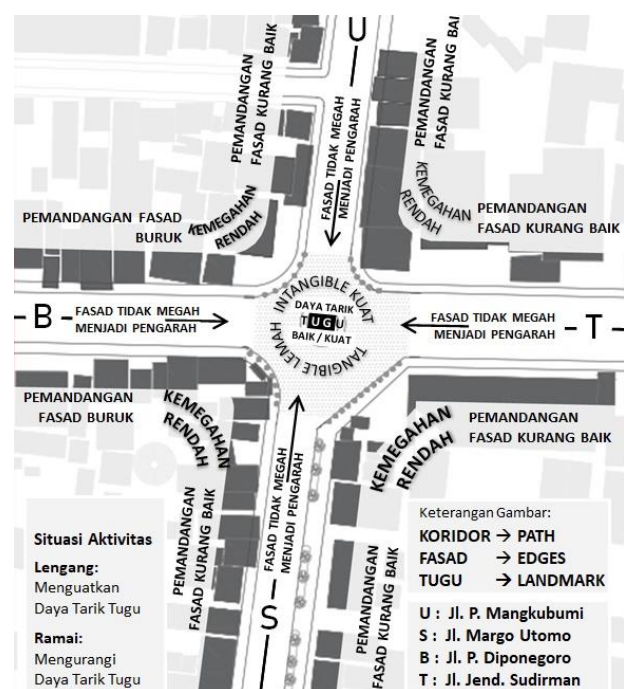 U
PEMANDANGAN
FASAD KURANG BAIK
PEMANDANGAN
FASAD KURANG BAI
FASAD TIDAK MEGAH
MENJADI PENGARAH
PEMANDANGAN FASAD
BURUK
KEMEGAHAN
RENDAH
KEMEGAHAN
RENDAH
PEMANDANGAN
FASAD KURANG BAIK
B
FASAD TIDAK MEGAH
MENJADI PENGARAH
INTANGIBLE KUAT
DAYA TARIK
TUGU
BAIK / KUAT
TANGIBLE LEMAH
FASAD TIDAK MEGAH
MENJADI PENGARAH
T
PEMANDANGAN
FASAD BURUK
KEMEGAHAN
RENDAH
FASAD TIDAK MEGAH
MENJADI PENGARAH
KEMEGAHAN
RENDAH
PEMANDANGAN
FASAD KURANG BAIK
PEMANDANGAN
FASAD KURANG BAIK
S
PEMANDANGAN
FASAD KURANG BAIK
Situasi Aktivitas
Lengang:
Menguatkan
Daya Tarik Tugu
Ramai:
Mengurangi
Daya Tarik Tugu
Keterangan Gambar:
KORIDOR → PATH
FASAD → EDGES
TUGU → LANDMARK
U : Jl. P. Mangkubumi
S : Jl. Margo Utomo
B : Jl. P. Diponegoro
T : Jl. Jend. Sudirman